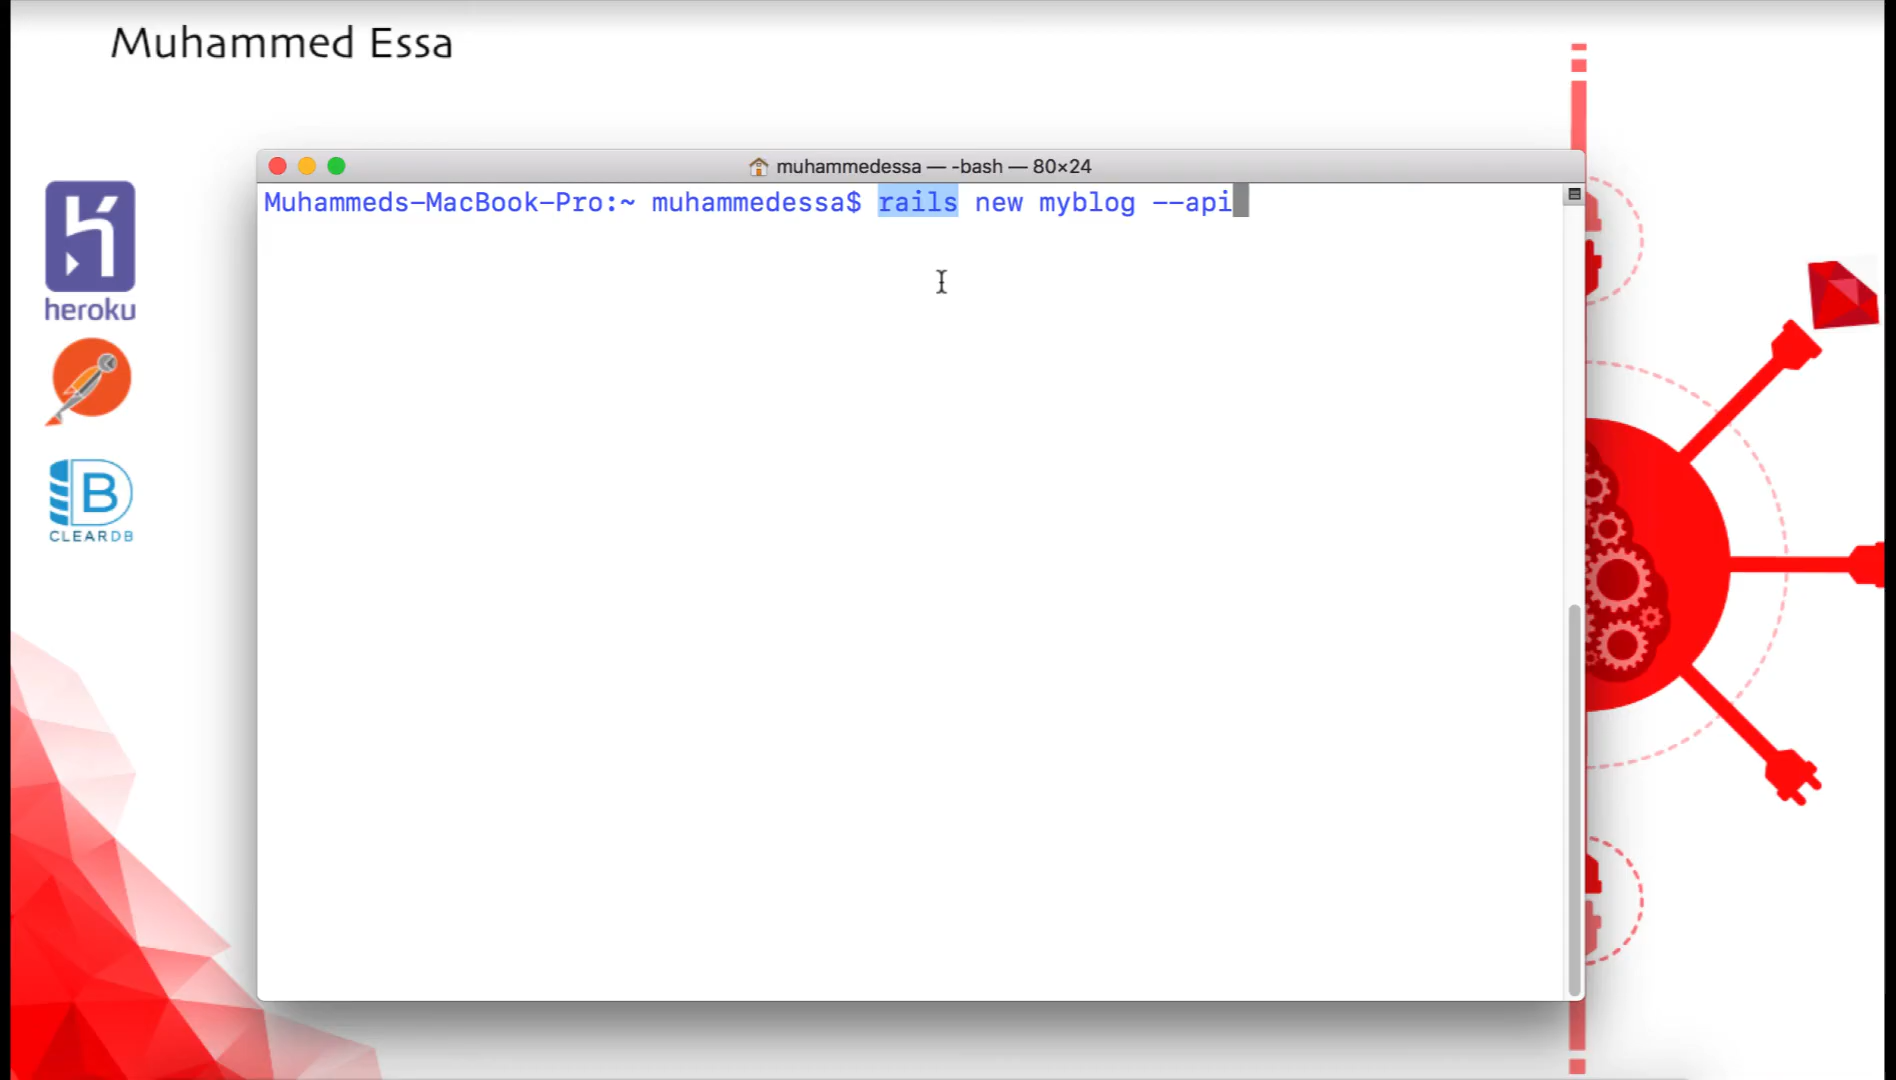 Muhammed Essa
muhammedessa — -bash — 80×24
Muhammeds-MacBook-Pro:~ muhammedessa$ rails new myblog --api
heroku
B
CLEARDB